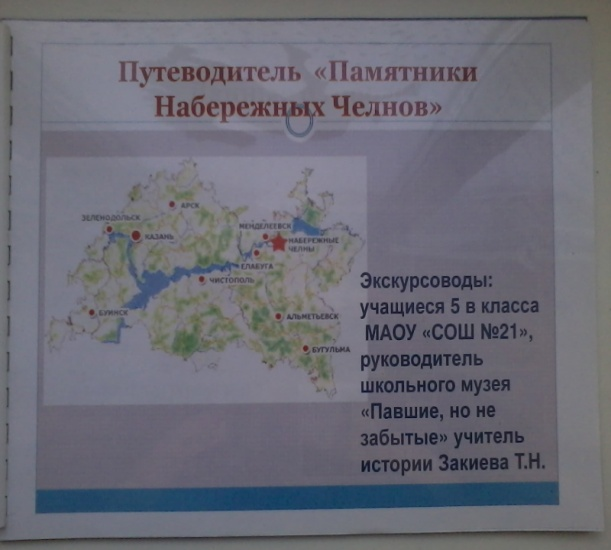 Путеводитель «Памятники
Набережных Челнов»
АРСК
ЗЕЛЕНОДОЛЬСК
КАЗАНЬ
МЕНДЕЛЕЕВСК
НАБЕРЕЖНЫЕ
ЧЕЛНЫ
ЕЛАБУГА
ЧИСТОПОЛЬ
БУИНСК
АЛЬМЕТЬЕВСК
БУГУЛЬМА
Экскурсоводы:
учащиеся 5 в класса
МАОУ «СОШ №21»,
руководитель
школьного музея
«Павшие, но не
забытые» учитель
истории Закиева Т.Н.